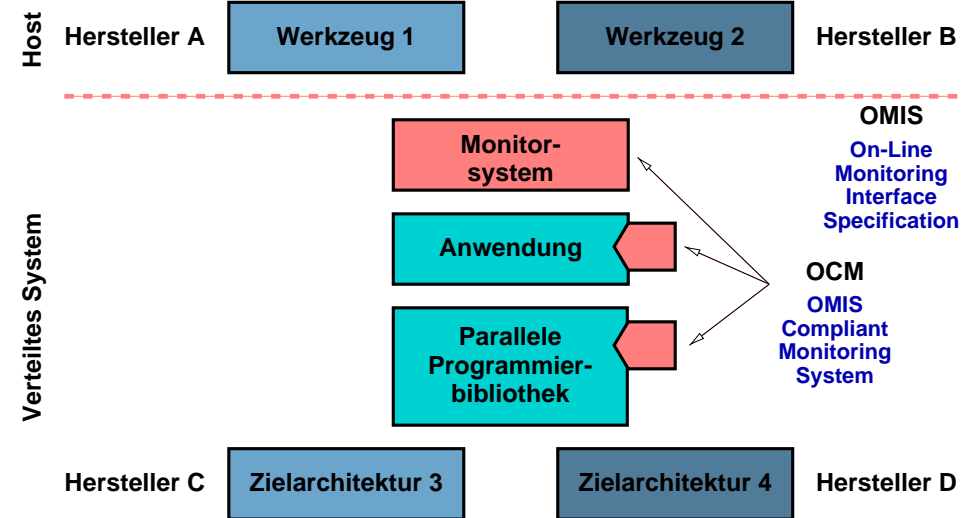 Host
Hersteller A
Werkzeug 1
Werkzeug 2
Hersteller B
OMIS
On-Line
Monitoring
Interface
Specification
Verteiltes System
Monitor-
system
Anwendung
Parallele
Programmier-
bibliothek
OCM
OMIS
Compliant
Monitoring
System
Hersteller C
Zielarchitektur 3
Zielarchitektur 4
Hersteller D